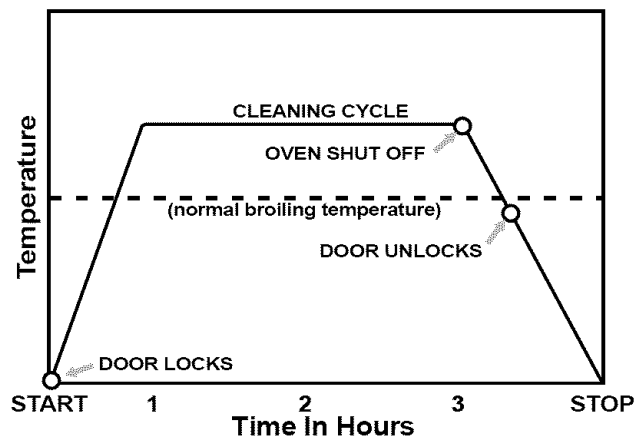 CLEANING CYCLE
OVEN SHUT OFF
(normal broiling temperature)
DOOR UNLOCKS
DOOR LOCKS
Temperature
START 1 2 3 STOP
Time In Hours